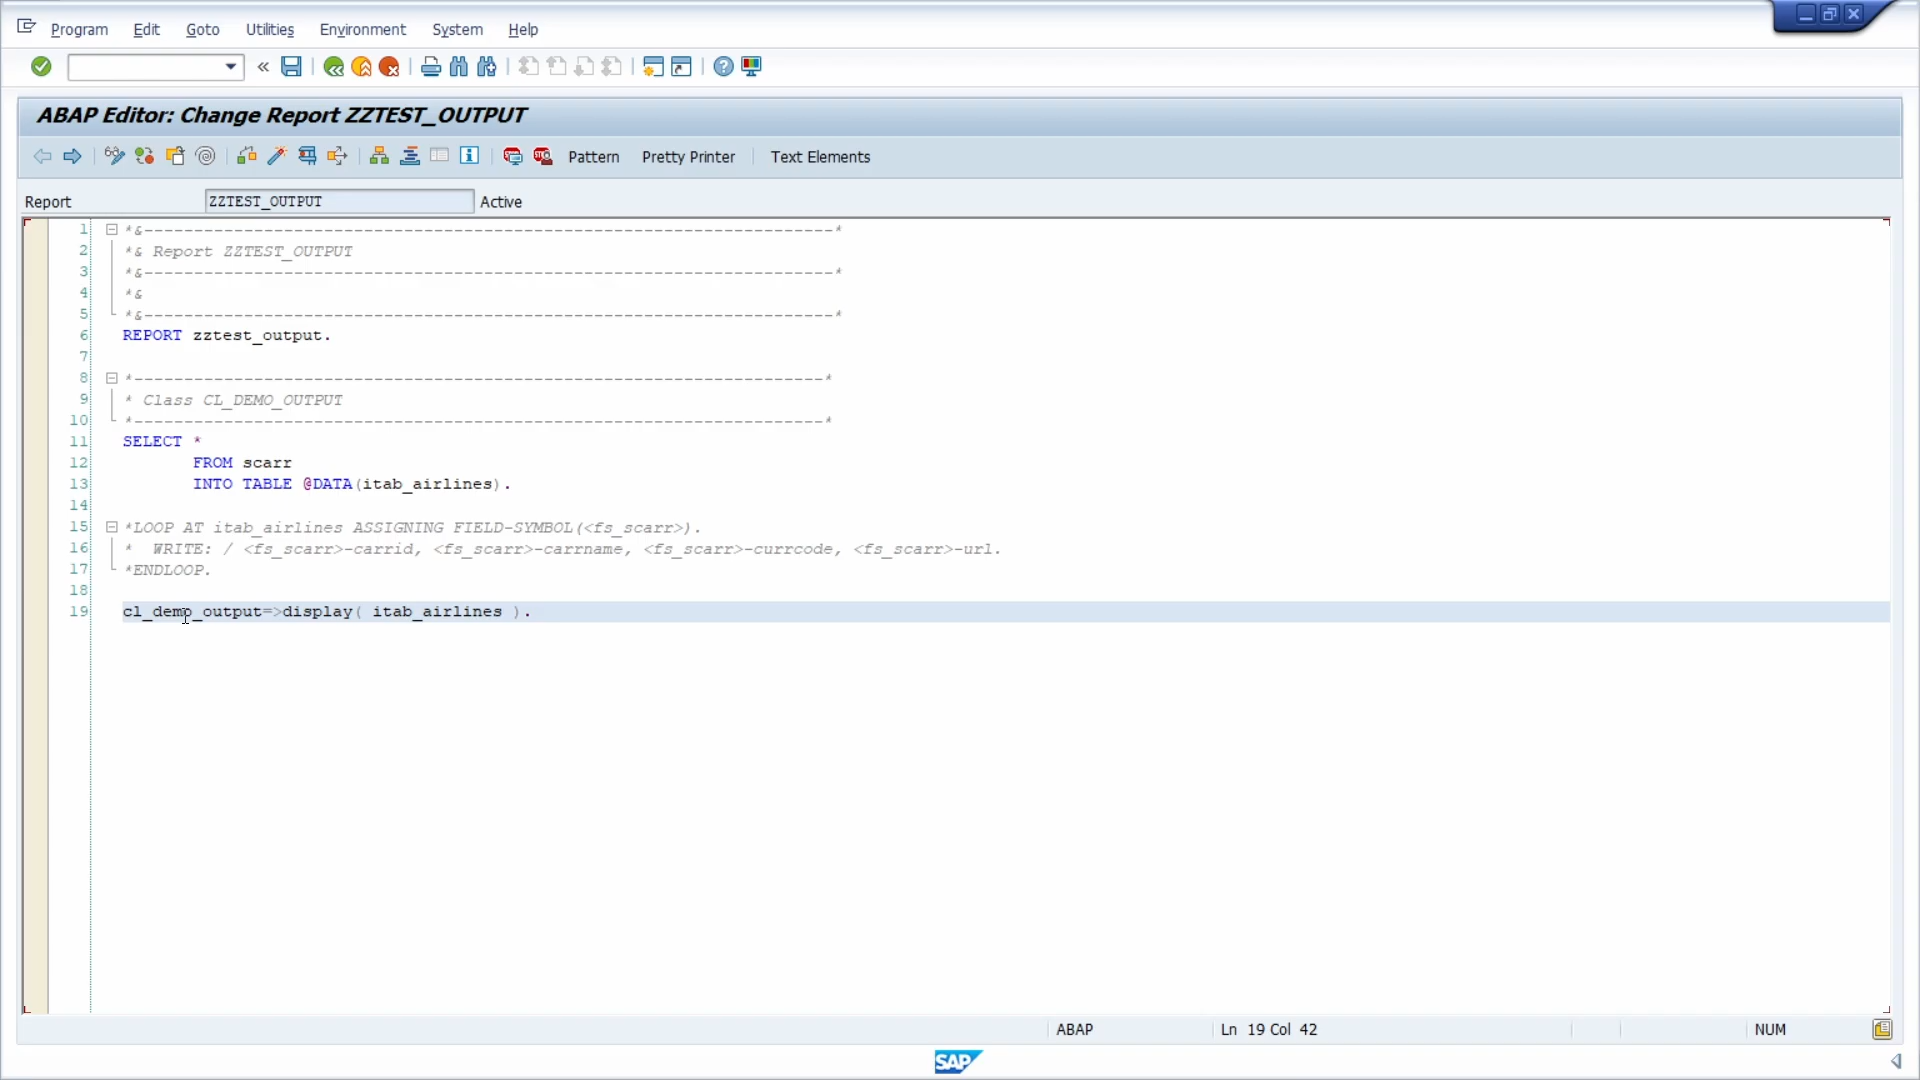 Program Edit Goto Utilities Environment System Help
ABAP Editor: Change Report ZZTEST_OUTPUT
Pattern Pretty Printer Text Elements
Report ZZTEST_OUTPUT Active
1 *&---------------------------------------------------------------------*
2 *& Report ZZTEST_OUTPUT
3 *&---------------------------------------------------------------------*
4 *&
5 *&---------------------------------------------------------------------*
6 REPORT zztest_output.
7
8 *---------------------------------------------------------------------*
9 * Class CL_DEMO_OUTPUT
10 *---------------------------------------------------------------------*
11 SELECT *
12 FROM scarr
13 INTO TABLE @DATA(itab_airlines).
14
15 *LOOP AT itab_airlines ASSIGNING FIELD-SYMBOL(<fs_scarr>).
16 * WRITE: / <fs_scarr>-carrid, <fs_scarr>-carrname, <fs_scarr>-currcode, <fs_scarr>-url.
17 *ENDLOOP.
18
19 cl_demo_output=>display( itab_airlines ).
ABAP Ln 19 Col 42 NUM
SAP